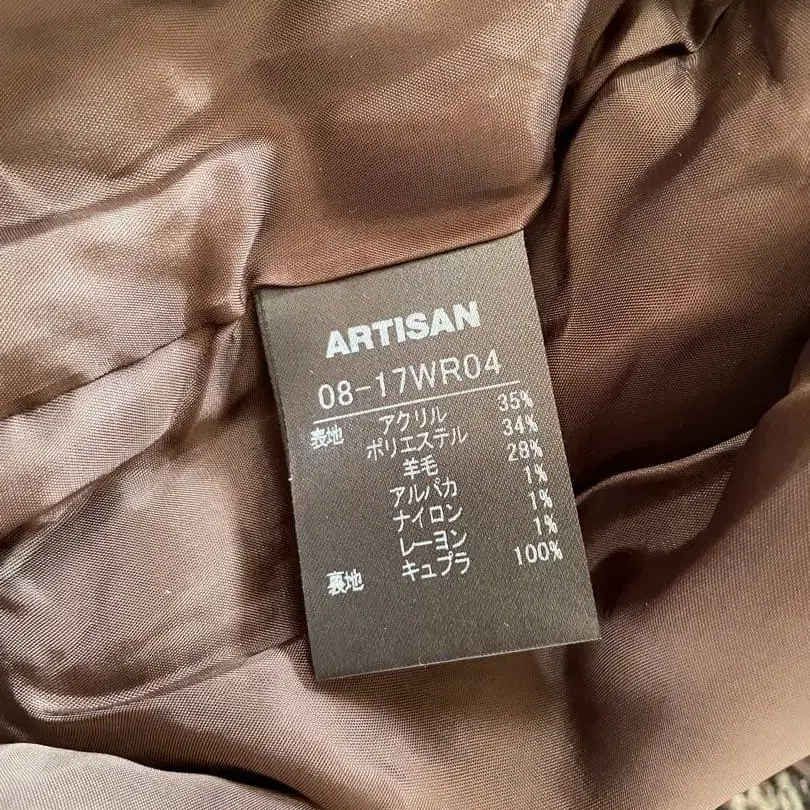 ARTISAN
08-17WR04
表地 アクリル 35%
ポリエステル 34%
羊毛 28%
アルパカ 1%
ナイロン 1%
レーヨン 1%
裏地 キュプラ 100%